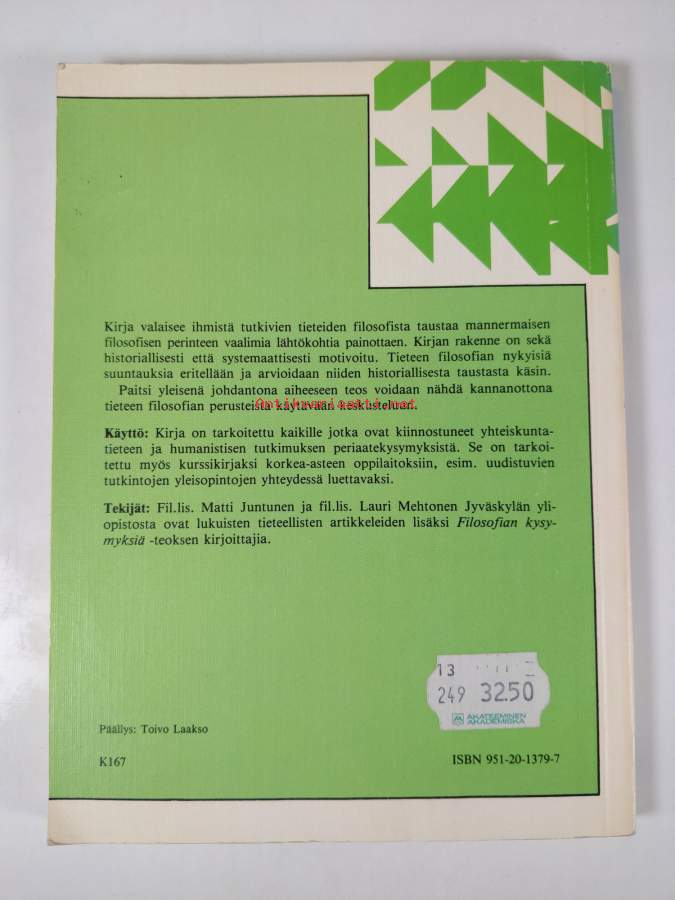 Kirja valaisee ihmistä tutkivien tieteiden filosofista taustaa mannermaisen
filosofisen perinteen vaalimia lähtökohtia painottaen. Kirjan rakenne on sekä
historiallisesti että systemaattisesti motivoitu. Tieteen filosofian nykyisiä
suuntauksia eritellään ja arvioidaan niiden historiallisesta taustasta käsin.
Paitsi yleisenä johdantona aiheeseen teos voidaan nähdä kannanottona
tieteen filosofian perusteista käytävään keskusteluun.
Antikvariaatti.net
Käyttö: Kirja on tarkoitettu kaikille jotka ovat kiinnostuneet yhteiskunta-
tieteen ja humanistisen tutkimuksen periaatekysymyksistä. Se on tarkoi-
tettu myös kurssikirjaksi korkea-asteen oppilaitoksiin, esim. uudistuvien
tutkintojen yleisopintojen yhteydessä luettavaksi.
Tekijät: Fil.lis. Matti Juntunen ja fil.lis. Lauri Mehtonen Jyväskylän yli-
opistosta ovat lukuisten tieteellisten artikkeleiden lisäksi Filosofian kysy-
myksiä -teoksen kirjoittajia.
13
249 3250
AKATEEMINEN
AKADEMISKA
Päällys: Toivo Laakso
K167
ISBN 951-20-1379-7